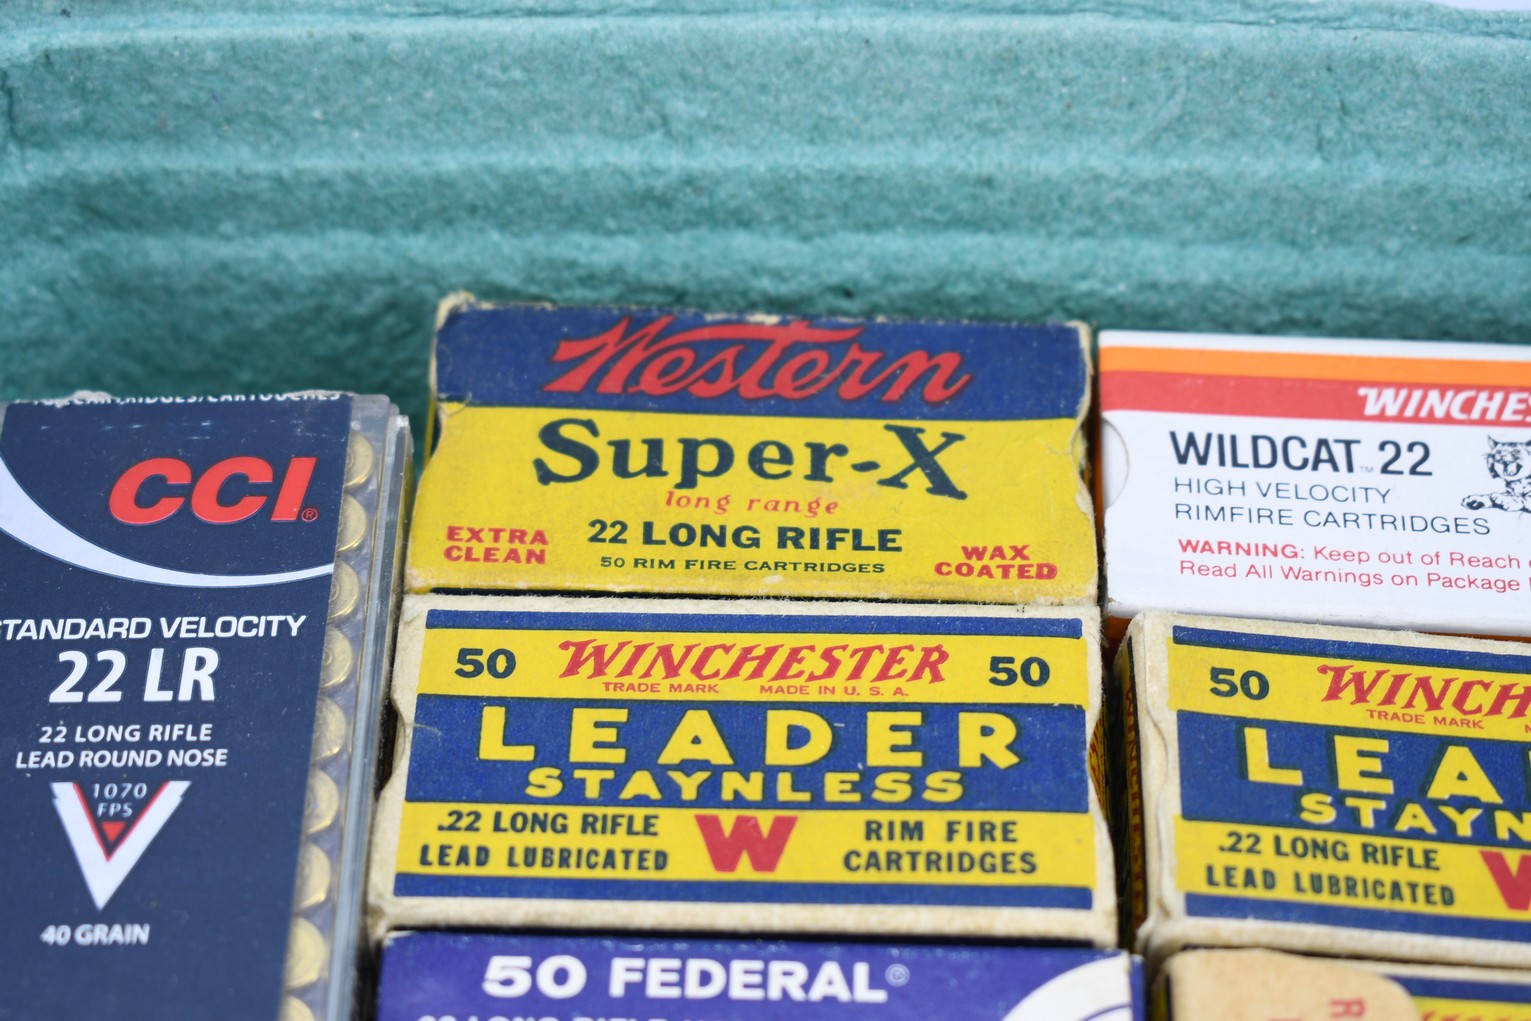 CCI®
STANDARD VELOCITY
22 LR
22 LONG RIFLE
LEAD ROUND NOSE
1070
FPS
40 GRAIN
Western
Super-X
long range
22 LONG RIFLE
50 RIM FIRE CARTRIDGES
EXTRA
CLEAN
WAX
COATED
WINCHES
WILDCAT™ 22
HIGH VELOCITY
RIMFIRE CARTRIDGES
WARNING: Keep out of Reach
Read All Warnings on Package
50 WINCHESTER 50
TRADE MARK MADE IN U. S. A.
LEADER
STAYNLESS
.22 LONG RIFLE
LEAD LUBRICATED
W
RIM FIRE
CARTRIDGES
50 WINCH
TRADE MARK
LEA
STAYN
.22 LONG RIFLE
LEAD LUBRICATED
50 FEDERAL©